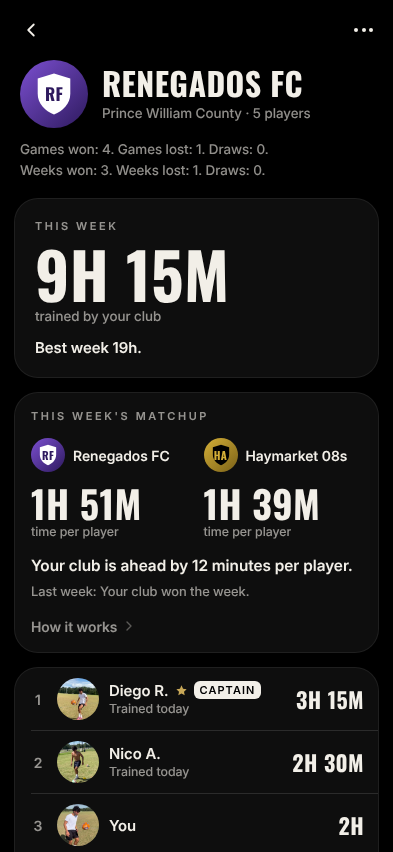 RF
RENEGADOS FC
Prince William County · 5 players
Games won: 4. Games lost: 1. Draws: 0.
Weeks won: 3. Weeks lost: 1. Draws: 0.
THIS WEEK
9H 15M
trained by your club
Best week 19h.
THIS WEEK'S MATCHUP
RF Renegados FC
HA Haymarket 08s
1H 51M
time per player
1H 39M
time per player
Your club is ahead by 12 minutes per player.
Last week: Your club won the week.
How it works
1 Diego R. CAPTAIN 3H 15M
Trained today
2 Nico A. 2H 30M
Trained today
3 You 2H